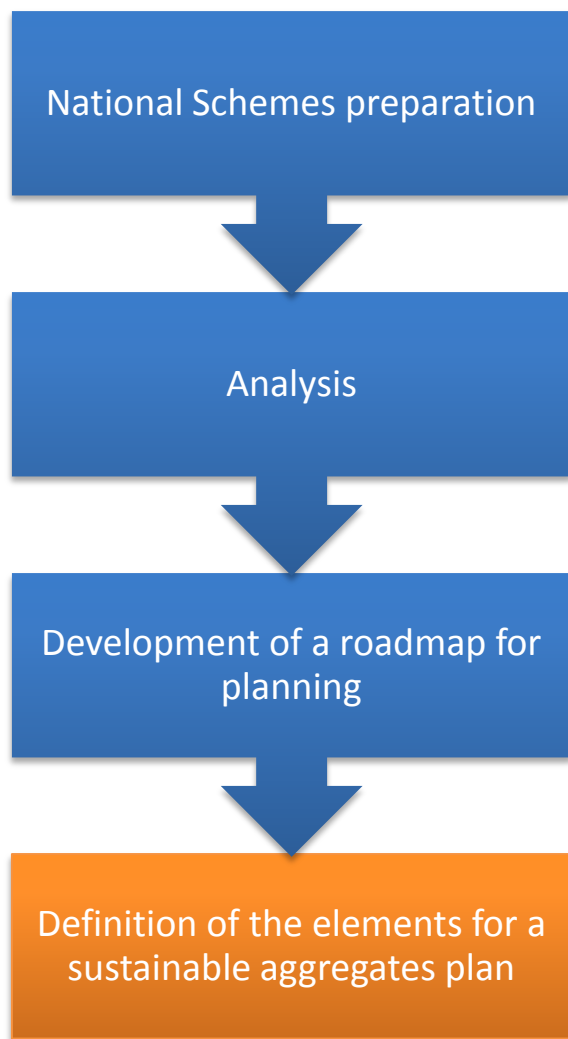 National Schemes preparation
Analysis
Development of a roadmap for
planning
Definition of the elements for a
sustainable aggregates plan